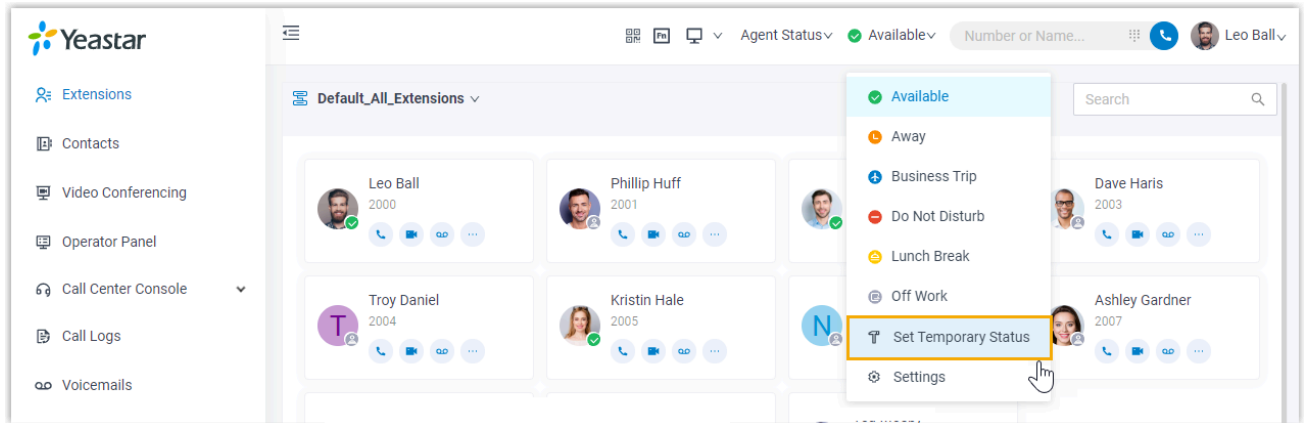 Yeastar
Fn
Agent Status
Available
Number or Name...
Leo Ball
Extensions
Contacts
Video Conferencing
Operator Panel
Call Center Console
Call Logs
Voicemails
Default_All_Extensions
Search
Available
Away
Business Trip
Do Not Disturb
Lunch Break
Off Work
Set Temporary Status
Settings
Leo Ball
2000
Phillip Huff
2001
Dave Haris
2003
T
Troy Daniel
2004
Kristin Hale
2005
N
Ashley Gardner
2007